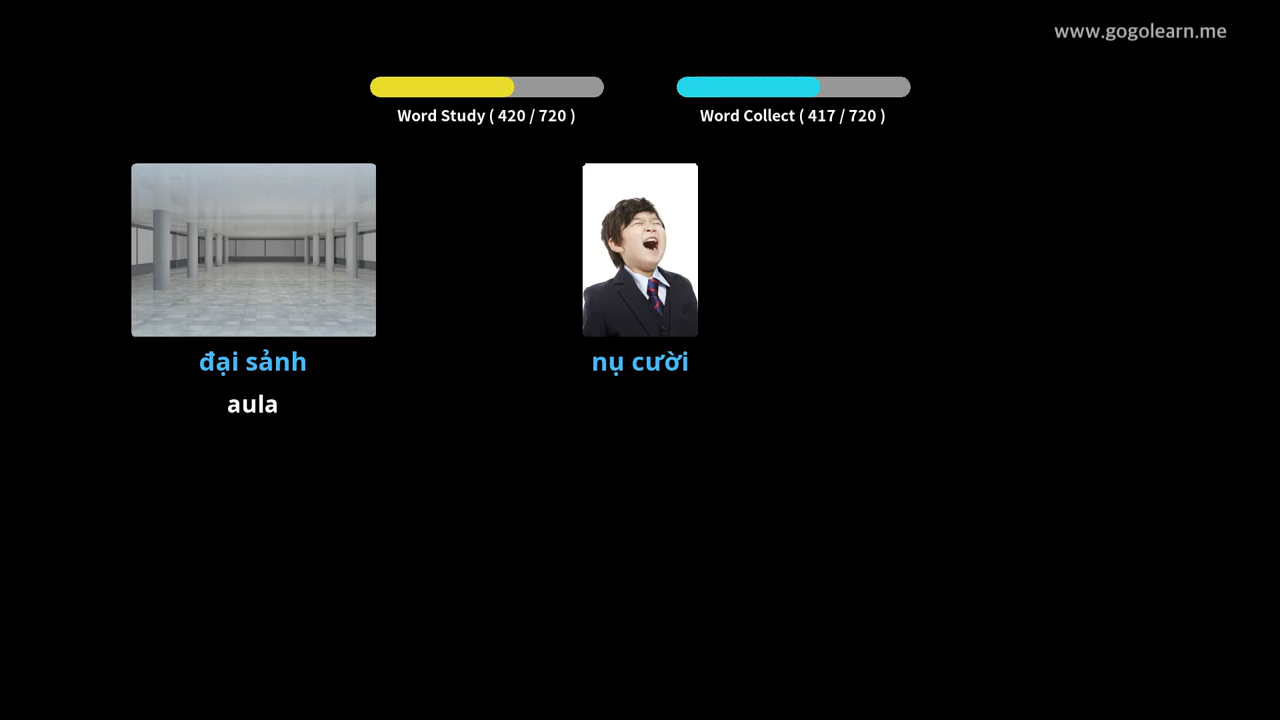 www.gogolearn.me
Word Study ( 420 / 720 )
Word Collect ( 417 / 720 )
đại sảnh
nụ cười
aula